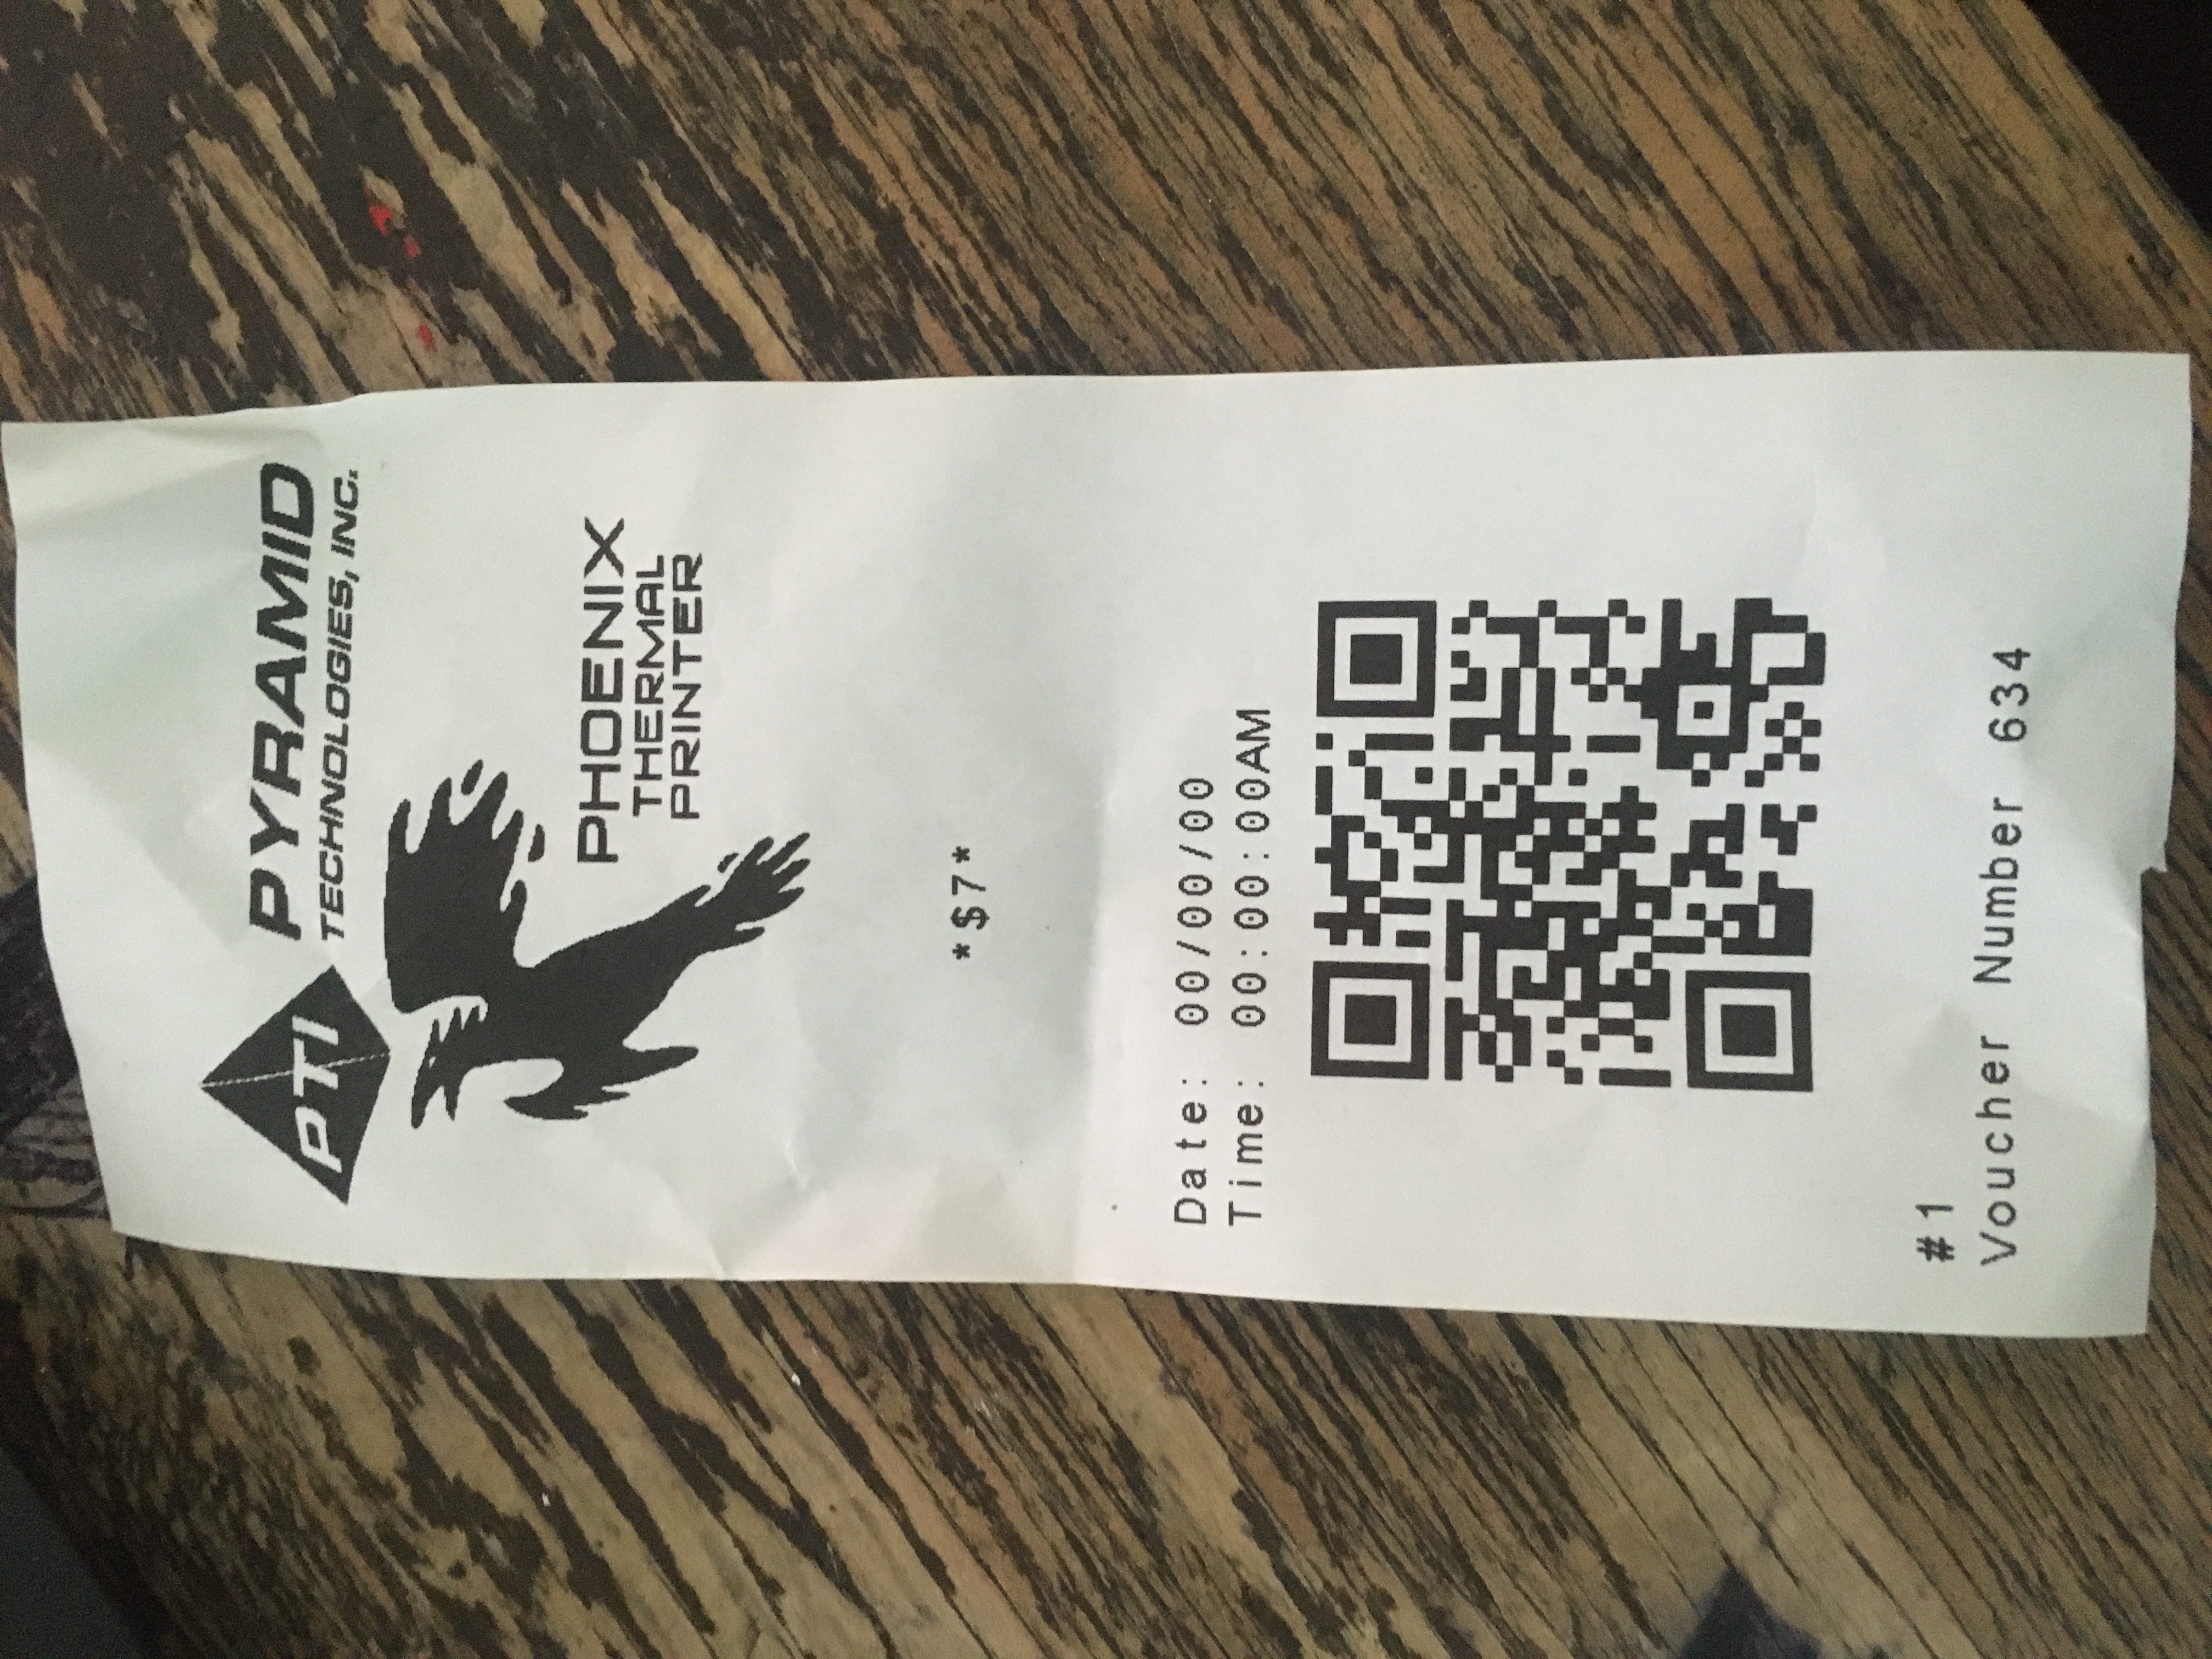 PTI
PYRAMID
TECHNOLOGIES, INC.
PHOENIX
THERMAL
PRINTER
*$7*
Date: 00/00/00
Time: 00:00:00AM
#1
Voucher Number 634